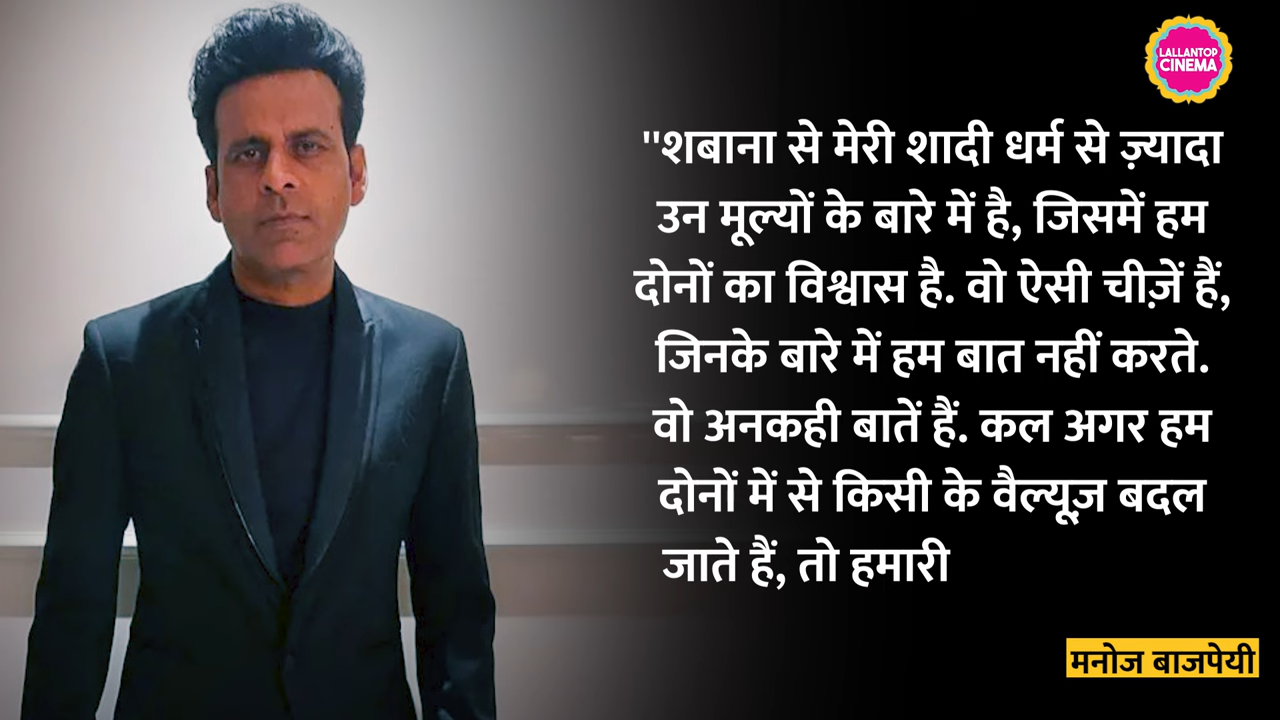 LALLANTOP
CINEMA
"शबाना से मेरी शादी धर्म से ज़्यादा
उन मूल्यों के बारे में है, जिसमें हम
दोनों का विश्वास है. वो ऐसी चीज़ें हैं,
जिनके बारे में हम बात नहीं करते.
वो अनकही बातें हैं. कल अगर हम
दोनों में से किसी के वैल्यूज़ बदल
जाते हैं, तो हमारी
मनोज बाजपेयी